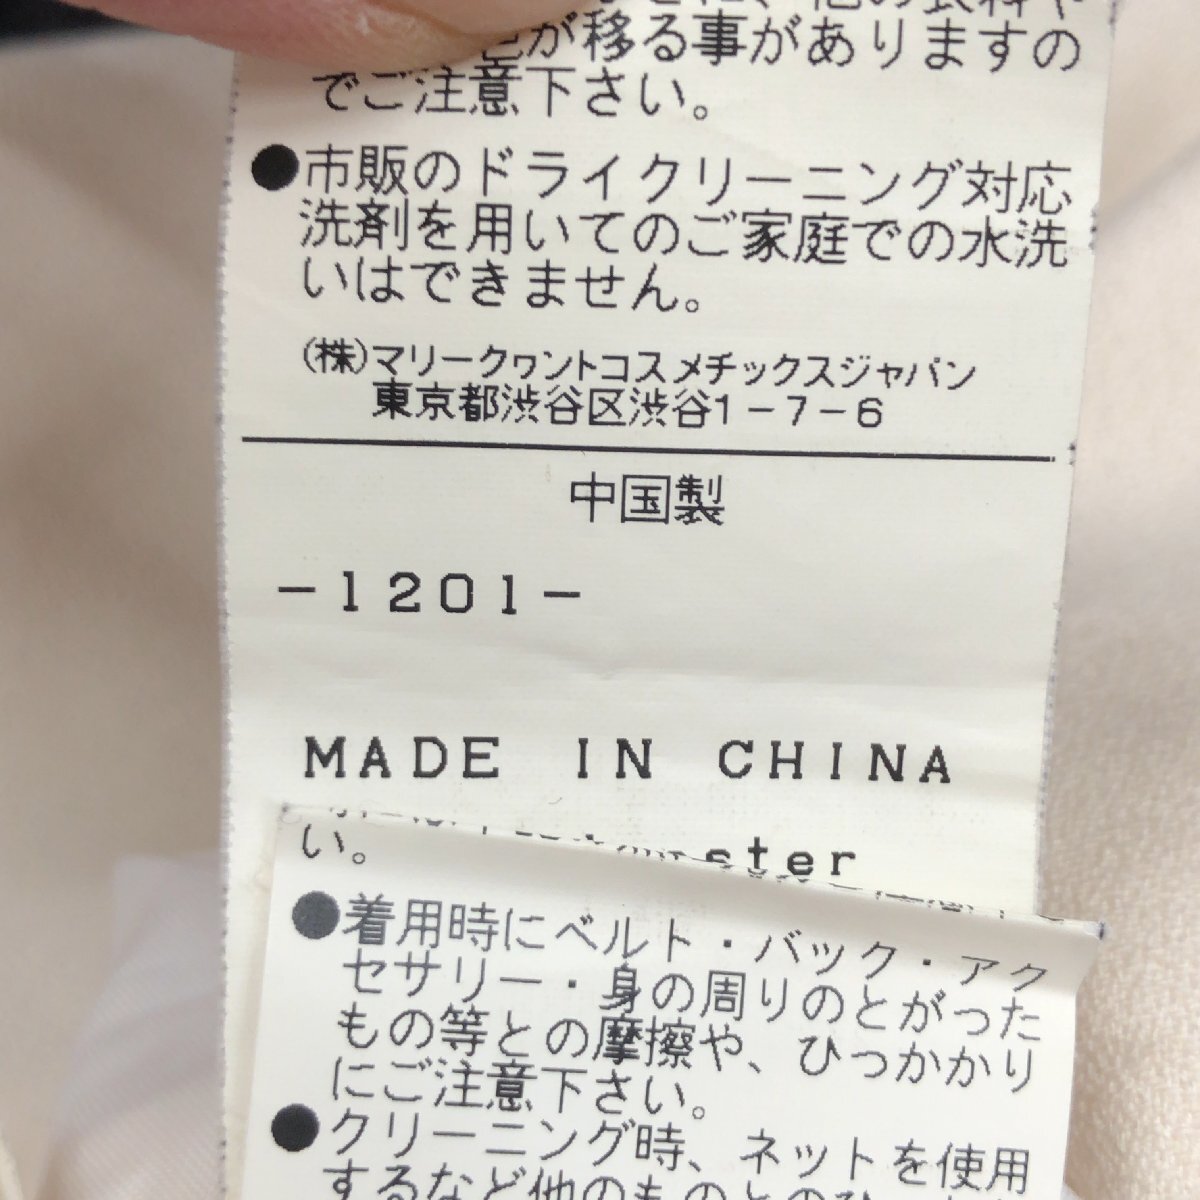 色が移る事がありますの
でご注意下さい。
●市販のドライクリーニング対応
洗剤を用いてのご家庭での水洗
いはできません。
(株)マリークヮントコスメチックスジャパン
東京都渋谷区渋谷1-7-6
中国製
-1201-
MADE IN CHINA
い。
●着用時にベルト・バック・アク
セサリー・身の周りのとがった
もの等との摩擦や、ひっかかり
にご注意下さい。
●クリーニング時、ネットを使用
するなど他のものとのひっ